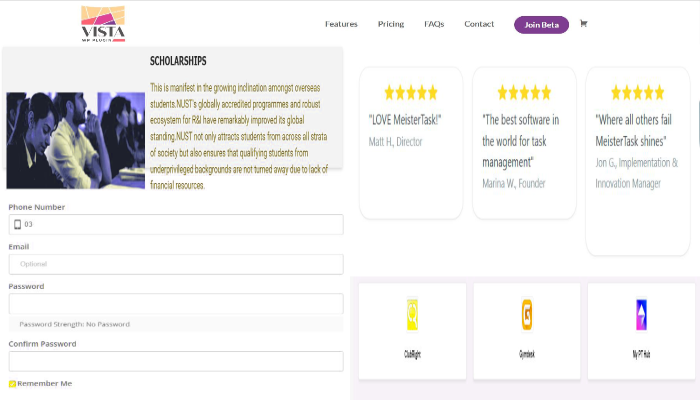 VISTA
WP PLUGIN
Features Pricing FAQs Contact Join Beta
SCHOLARSHIPS
This is manifest in the growing inclination amongst overseas
students.NUST's globally accredited programmes and robust
ecosystem for R&I have remarkably improved its global
standing.NUST not only attracts students from across all strata
of society but also ensures that qualifying students from
underprivileged backgrounds are not turned away due to lack of
financial resources.
Phone Number
03
Email
Optional
Password
Password Strength: No Password
Confirm Password
Remember Me
"LOVE MeisterTask!"
Matt H., Director
"The best software in
the world for task
management"
Marina W., Founder
"Where all others fail
MeisterTask shines"
Jon G., Implementation &
Innovation Manager
ClubRight
Gymdesk
My PT Hub